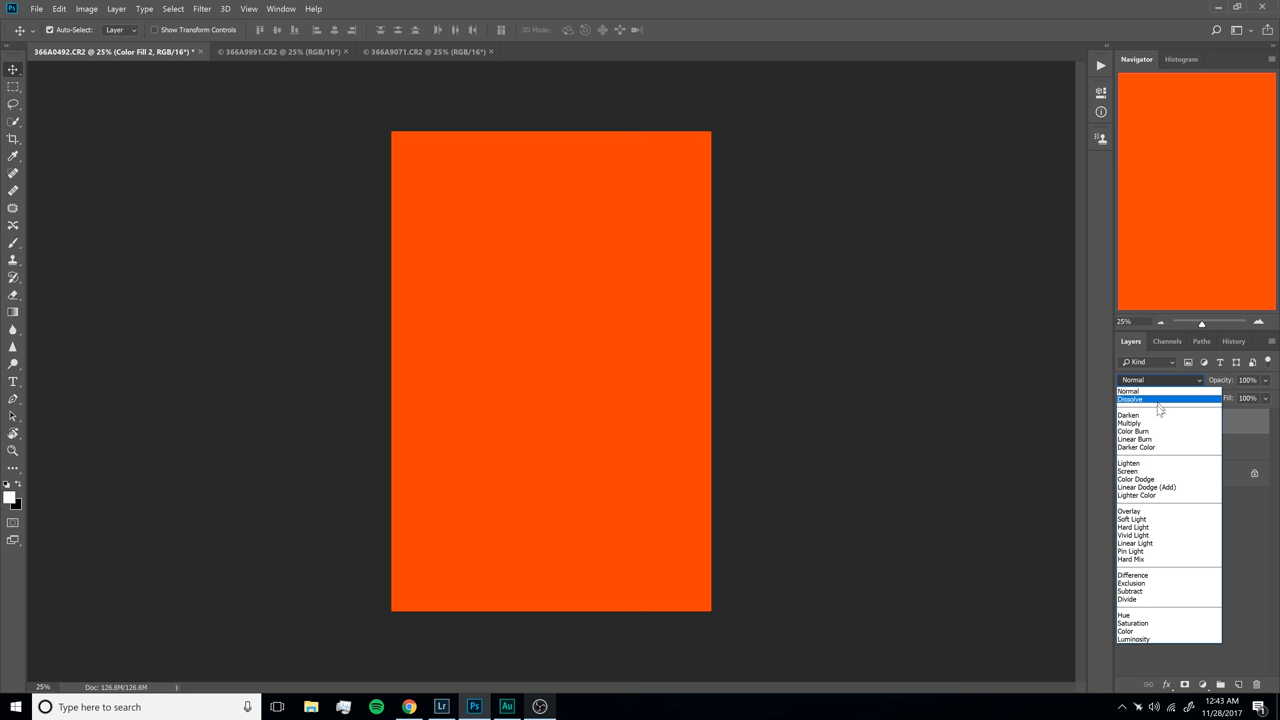 Ps File Edit Image Layer Type Select Filter 3D View Window Help
Auto-Select: Layer Show Transform Controls 3D Mode:
366A0492.CR2 @ 25% (Color Fill 2, RGB/16*) * × © 366A9991.CR2 @ 25% (RGB/16*) × © 366A9071.CR2 @ 25% (RGB/16*) ×
Navigator Histogram
25%
Layers Channels Paths History
Kind
Normal Opacity: 100%
Normal
Dissolve Fill: 100%
Darken
Multiply
Color Burn
Linear Burn
Darker Color
Lighten
Screen
Color Dodge
Linear Dodge (Add)
Lighter Color
Overlay
Soft Light
Hard Light
Vivid Light
Linear Light
Pin Light
Hard Mix
Difference
Exclusion
Subtract
Divide
Hue
Saturation
Color
Luminosity
25% Doc: 126.6M/126.6M
Type here to search Lr Ps Au 12:43 AM
11/28/2017